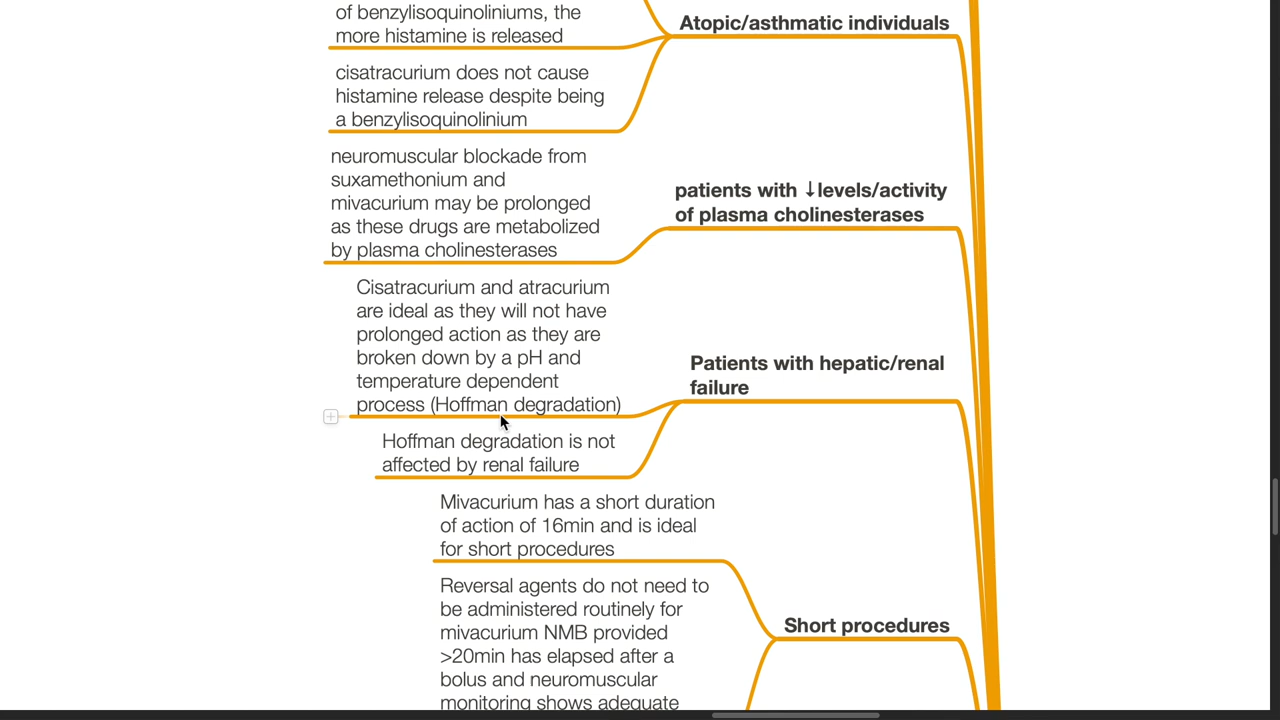 of benzylisoquinoliniums, the
more histamine is released
Atopic/asthmatic individuals
cisatracurium does not cause
histamine release despite being
a benzylisoquinolinium
neuromuscular blockade from
suxamethonium and
mivacurium may be prolonged
as these drugs are metabolized
by plasma cholinesterases
patients with ↓levels/activity
of plasma cholinesterases
Cisatracurium and atracurium
are ideal as they will not have
prolonged action as they are
broken down by a pH and
temperature dependent
process (Hoffman degradation)
Patients with hepatic/renal
failure
Hoffman degradation is not
affected by renal failure
Mivacurium has a short duration
of action of 16min and is ideal
for short procedures
Reversal agents do not need to
be administered routinely for
mivacurium NMB provided
>20min has elapsed after a
bolus and neuromuscular
monitoring shows adequate
Short procedures